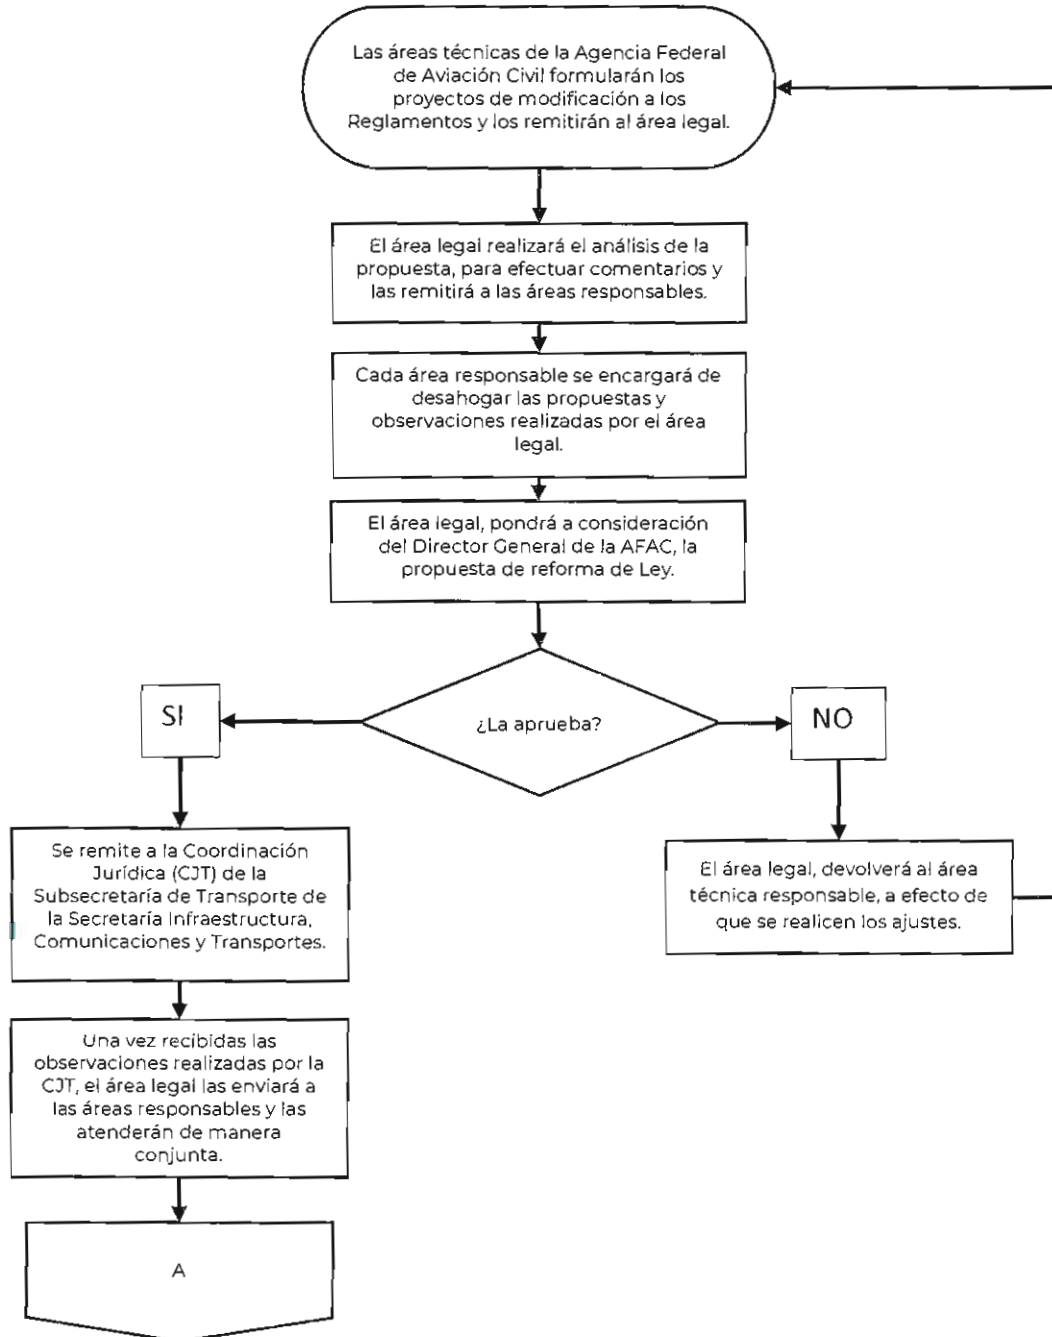 Las áreas técnicas de la Agencia Federal
de Aviación Civil formularán los
proyectos de modificación a los
Reglamentos y los remitirán al área legal.
El área legal realizará el análisis de la
propuesta, para efectuar comentarios y
las remitirá a las áreas responsables.
Cada área responsable se encargará de
desahogar las propuestas y
observaciones realizadas por el área
legal.
El área legal, pondrá a consideración
del Director General de la AFAC, la
propuesta de reforma de Ley.
¿La aprueba?
SI
NO
Se remite a la Coordinación
Jurídica (CJT) de la
Subsecretaría de Transporte de
la Secretaría Infraestructura,
Comunicaciones y Transportes.
El área legal, devolverá al área
técnica responsable, a efecto de
que se realicen los ajustes.
Una vez recibidas las
observaciones realizadas por la
CJT, el área legal las enviará a
las áreas responsables y las
atenderán de manera
conjunta.
A